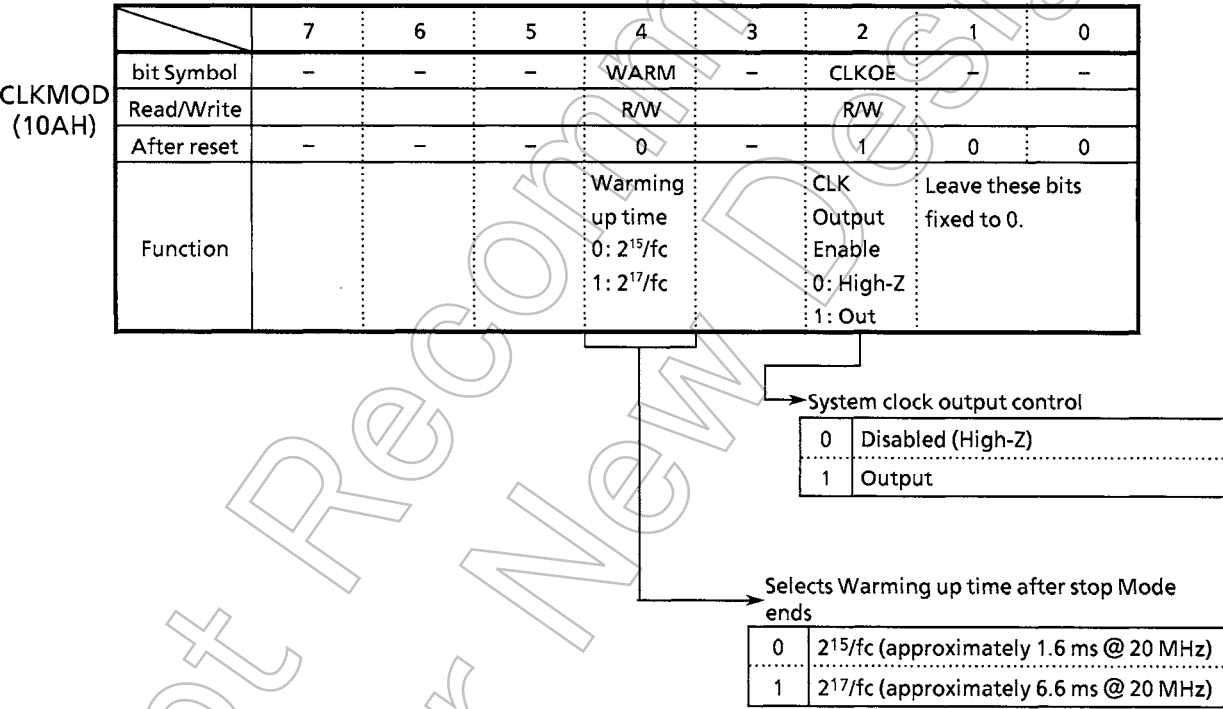 7 6 5 4 3 2 1 0
CLKMOD
(10AH)
bit Symbol – – – WARM – CLKOE – –
Read/Write R/W R/W
After reset – – – 0 – 1 0 0
Function
Warming
up time
0: 2¹⁵/fc
1: 2¹⁷/fc
CLK
Output
Enable
0: High-Z
1: Out
Leave these bits
fixed to 0.
System clock output control
0 Disabled (High-Z)
1 Output
Selects Warming up time after stop Mode
ends
0 2¹⁵/fc (approximately 1.6 ms @ 20 MHz)
1 2¹⁷/fc (approximately 6.6 ms @ 20 MHz)